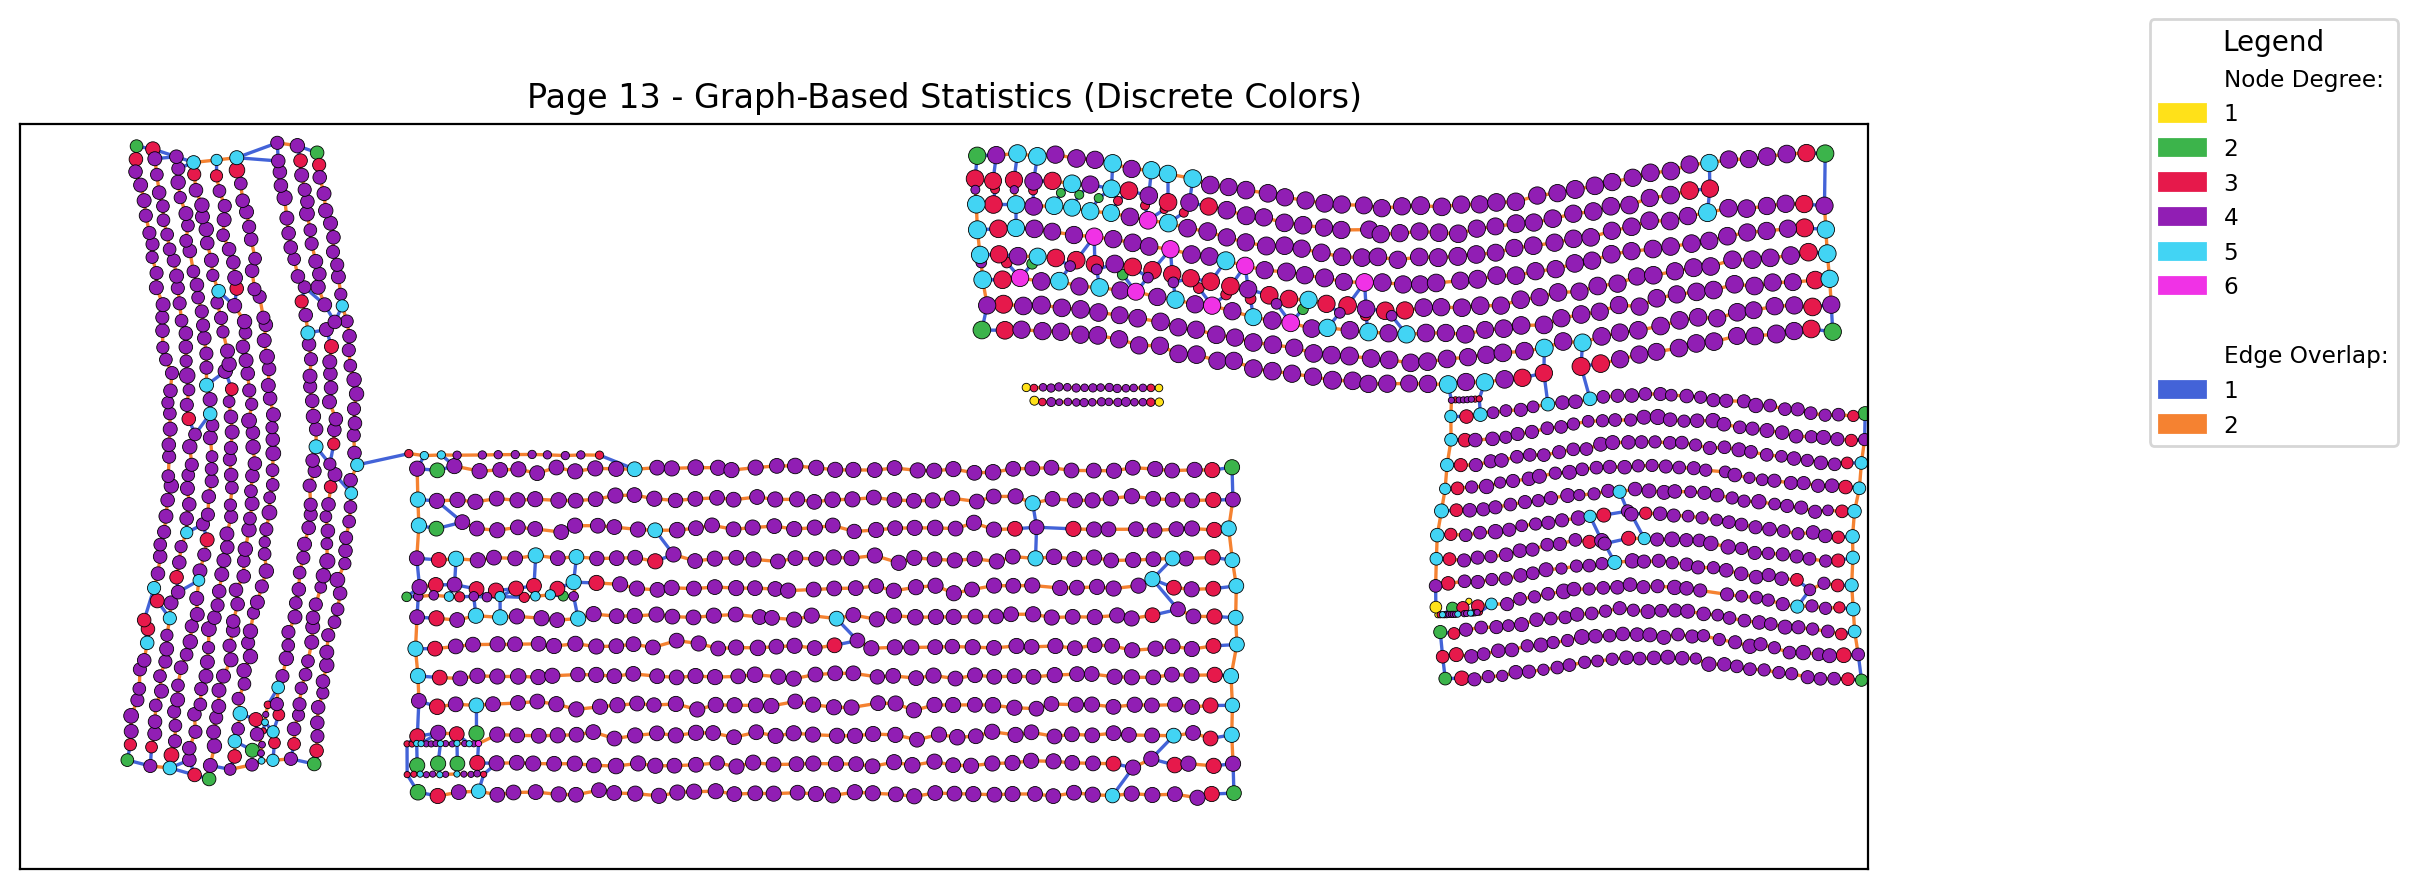 Page 13 - Graph-Based Statistics (Discrete Colors)
Legend
Node Degree:
1
2
3
4
5
6
Edge Overlap:
1
2